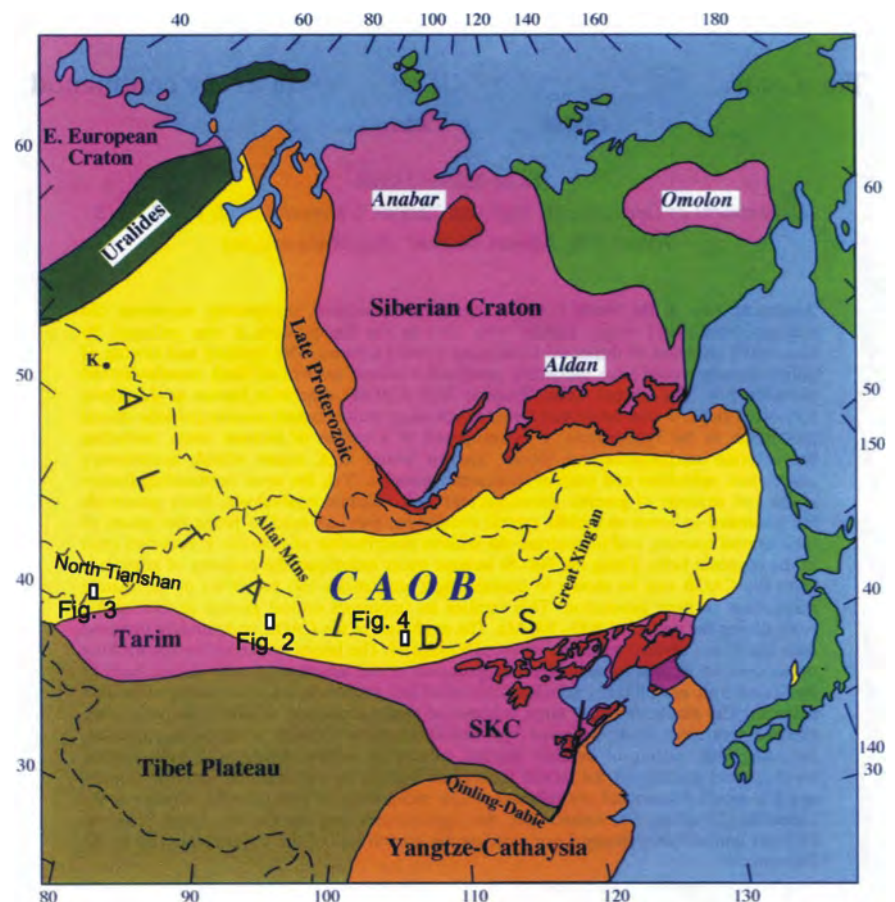 40 60 80 90 100 120 140 160 180
E. European
Craton
60
Uralides
Anabar
Omolon
60
Siberian Craton
Late Proterozoic
Aldan
K.
50
50
150
A L T A I D S
Altai Mtns
Great Xing'an
CAOB
North Tianshan
40
40
Fig. 3
Fig. 2
Fig. 4
Tarim
SKC
Tibet Plateau
140
30
30
Qinling-Dabie
Yangtze-Cathaysia
80 90 100 110 120 130